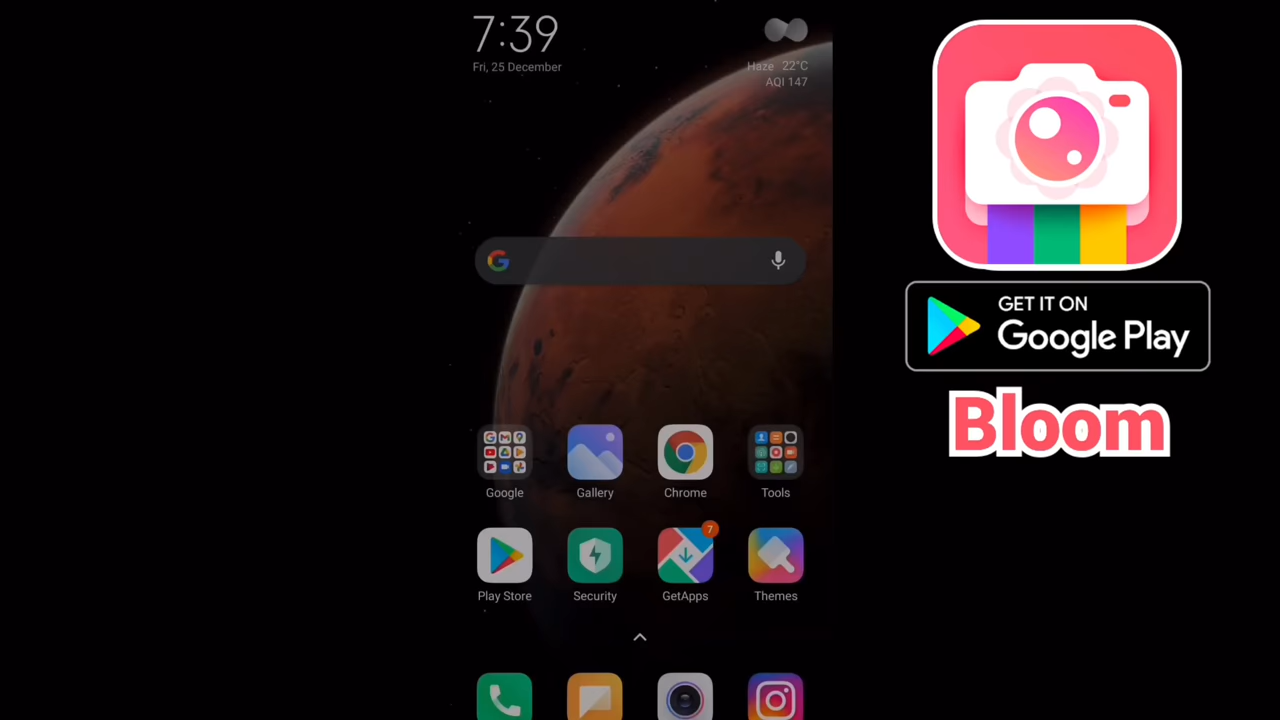 7:39
Fri, 25 December
Haze 22°C
AQI 147
Google
Gallery
Chrome
Tools
Play Store
Security
7
GetApps
Themes
GET IT ON
Google Play
Bloom